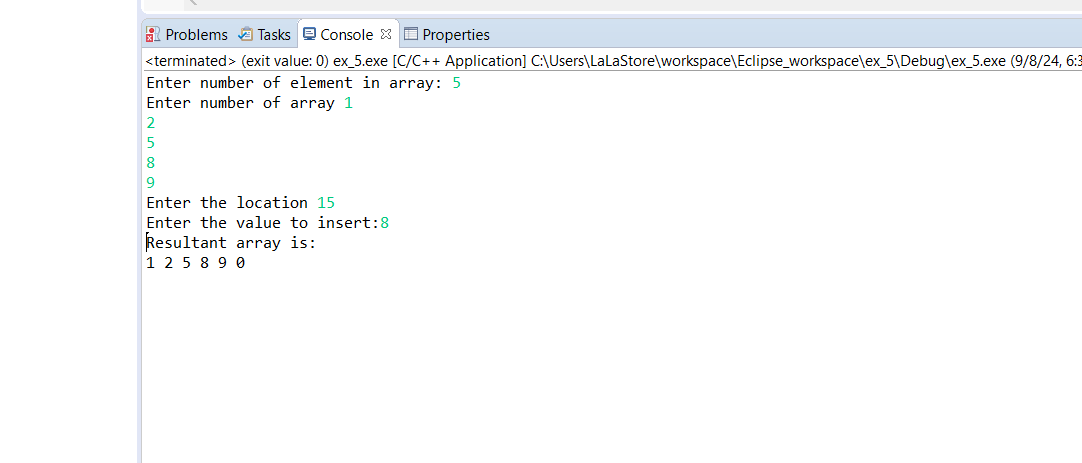 Problems Tasks Console Properties
<terminated> (exit value: 0) ex_5.exe [C/C++ Application] C:\Users\LaLaStore\workspace\Eclipse_workspace\ex_5\Debug\ex_5.exe (9/8/24, 6:3
Enter number of element in array: 5
Enter number of array 1
2
5
8
9
Enter the location 15
Enter the value to insert:8
Resultant array is:
1 2 5 8 9 0